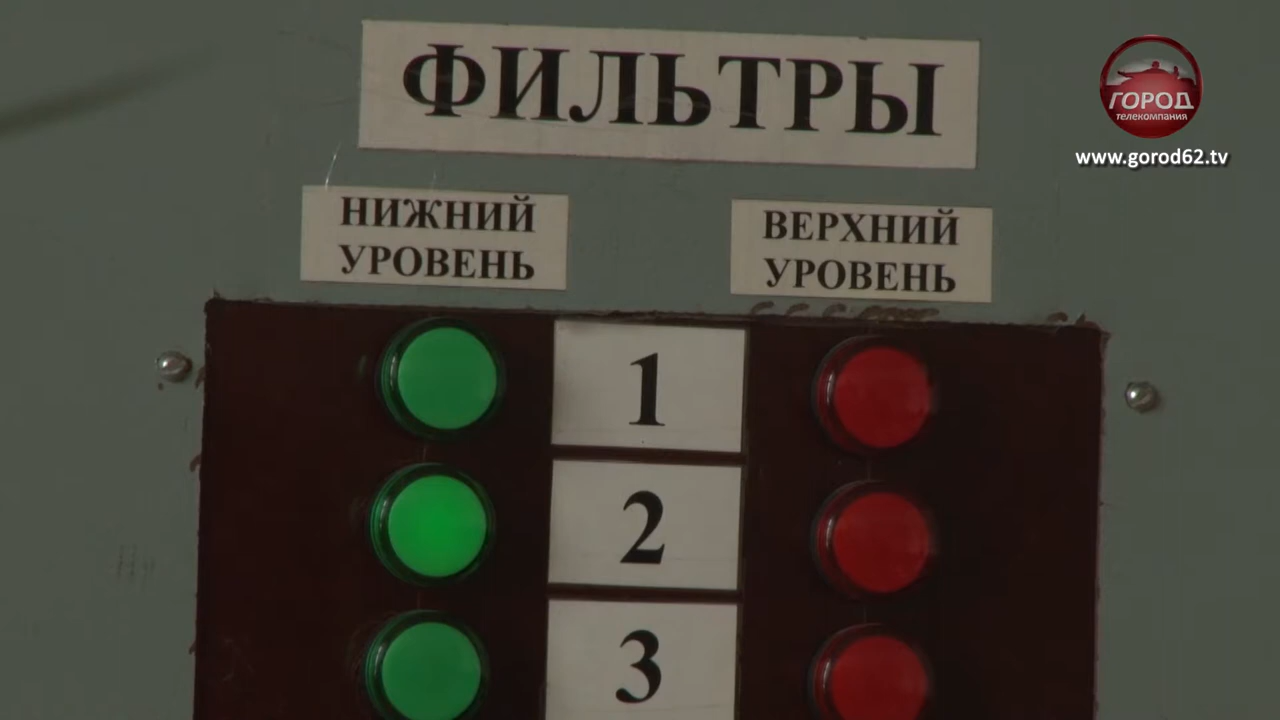 ФИЛЬТРЫ
ГОРОД
телекомпания
www.gorod62.tv
НИЖНИЙ
УРОВЕНЬ
ВЕРХНИЙ
УРОВЕНЬ
1
2
3